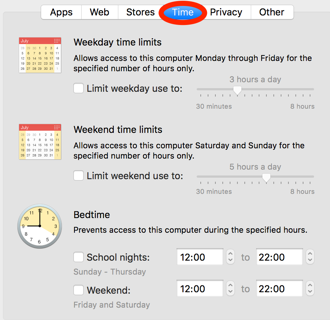 Apps Web Stores Time Privacy Other
Weekday time limits
Allows access to this computer Monday through Friday for the
specified number of hours only.
3 hours a day
Limit weekday use to:
30 minutes 8 hours
Weekend time limits
Allows access to this computer Saturday and Sunday for the
specified number of hours only.
5 hours a day
Limit weekend use to:
30 minutes 8 hours
Bedtime
Prevents access to this computer during the specified hours.
School nights: 12:00 to 22:00
Sunday - Thursday
Weekend: 12:00 to 22:00
Friday and Saturday